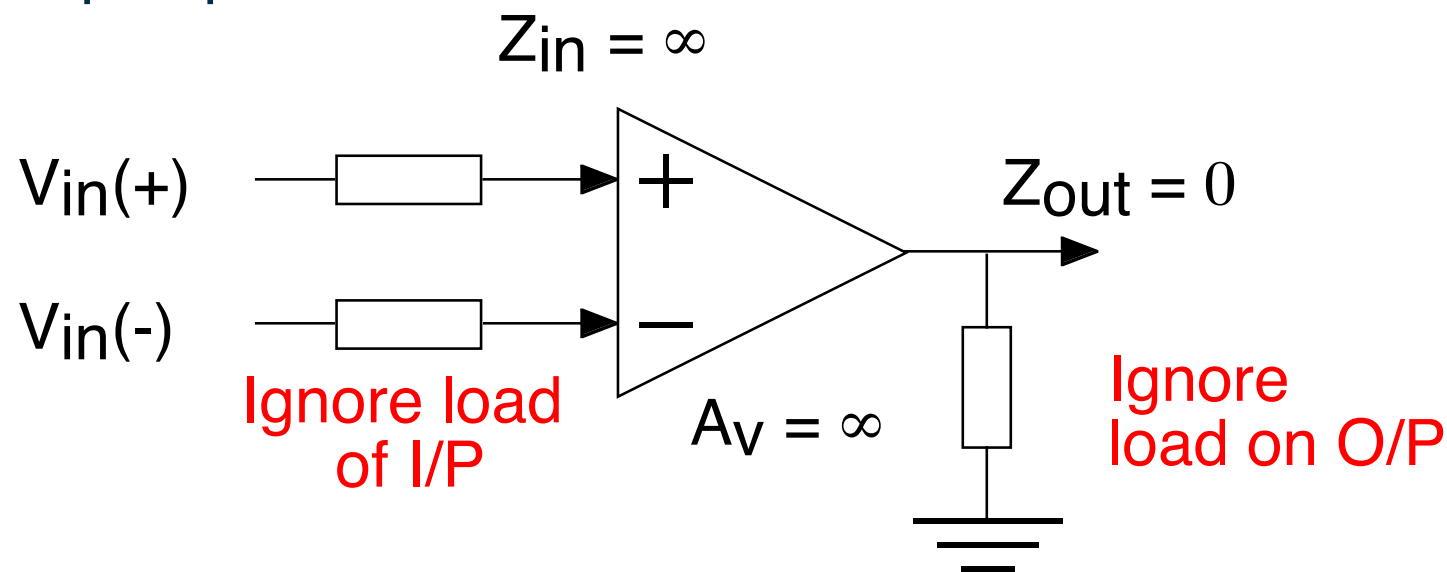 Zin = ∞
Vin(+)
+
Zout = 0
Vin(-)
−
Ignore load
of I/P
Av = ∞
Ignore
load on O/P